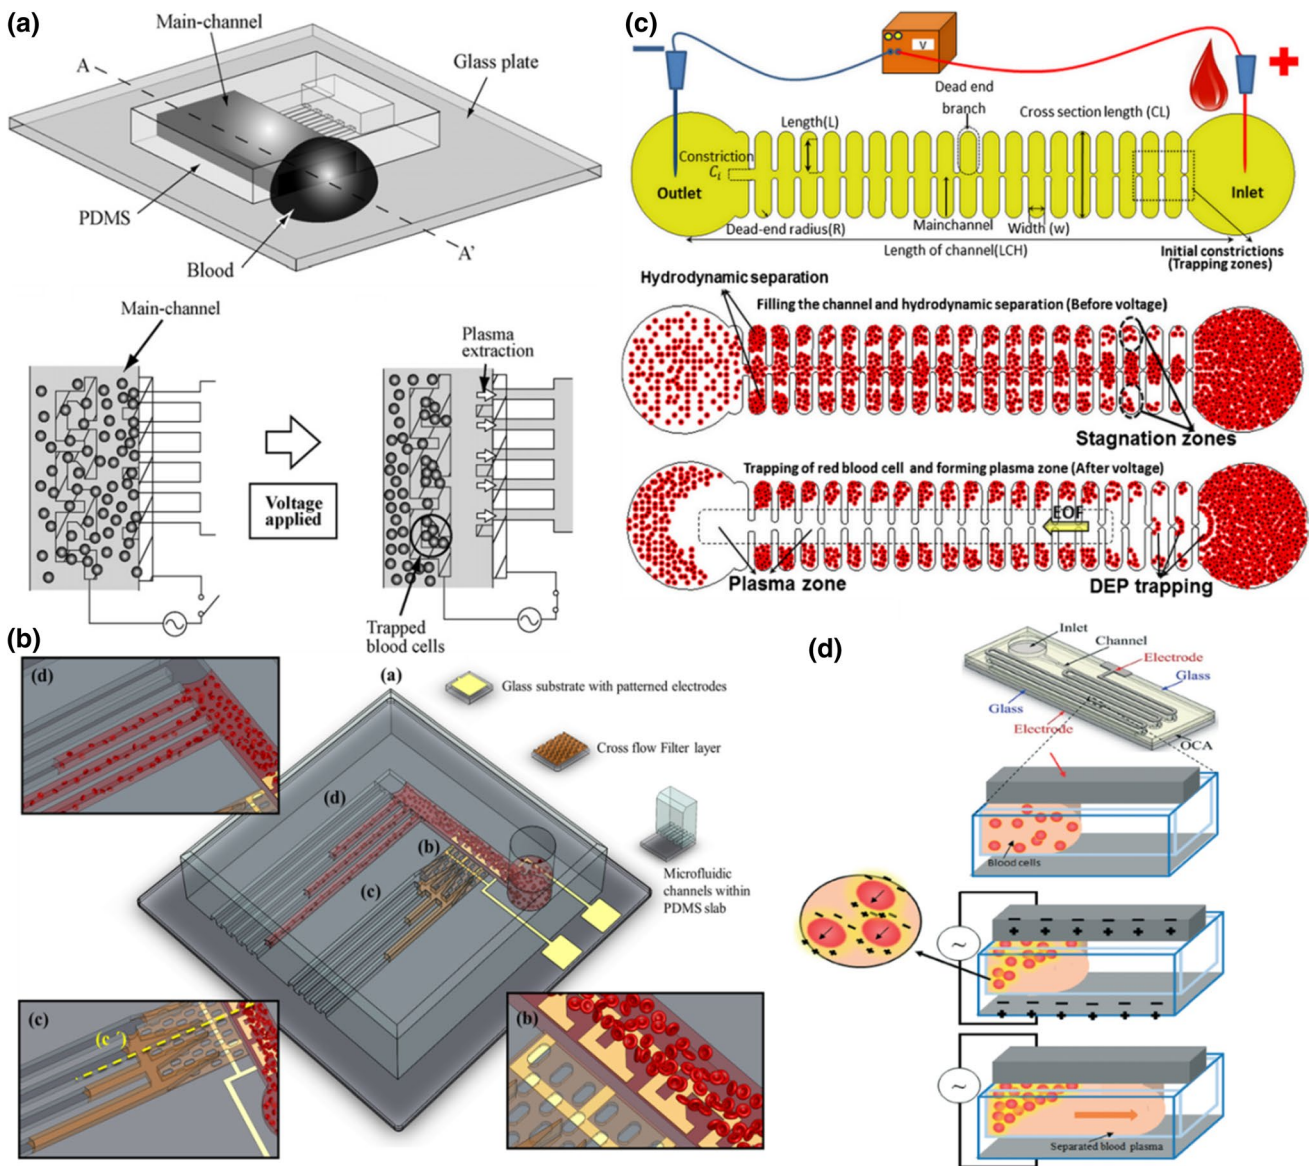 (a)
Main-channel
Glass plate
A
PDMS
Blood
A'
Main-channel
Plasma
extraction
Voltage
applied
Trapped
blood cells
(c)
V
Dead end
branch
Cross section length (CL)
Length(L)
Constriction
Ci
Outlet
Inlet
Dead-end radius(R)
Mainchannel
Width (w)
Length of channel(LCH)
Initial constrictions
(Trapping zones)
Hydrodynamic separation
Filling the channel and hydrodynamic separation (Before voltage)
Stagnation zones
Trapping of red blood cell and forming plasma zone (After voltage)
EOF
Plasma zone
DEP trapping
(b)
(d)
(a)
Glass substrate with patterned electrodes
Cross flow Filter layer
(d)
(b)
(c)
Microfluidic
channels within
PDMS slab
(c)
(c´)
(b)
(d)
Inlet
Channel
Electrode
Glass
Glass
Electrode
OCA
Blood cells
Separated blood plasma